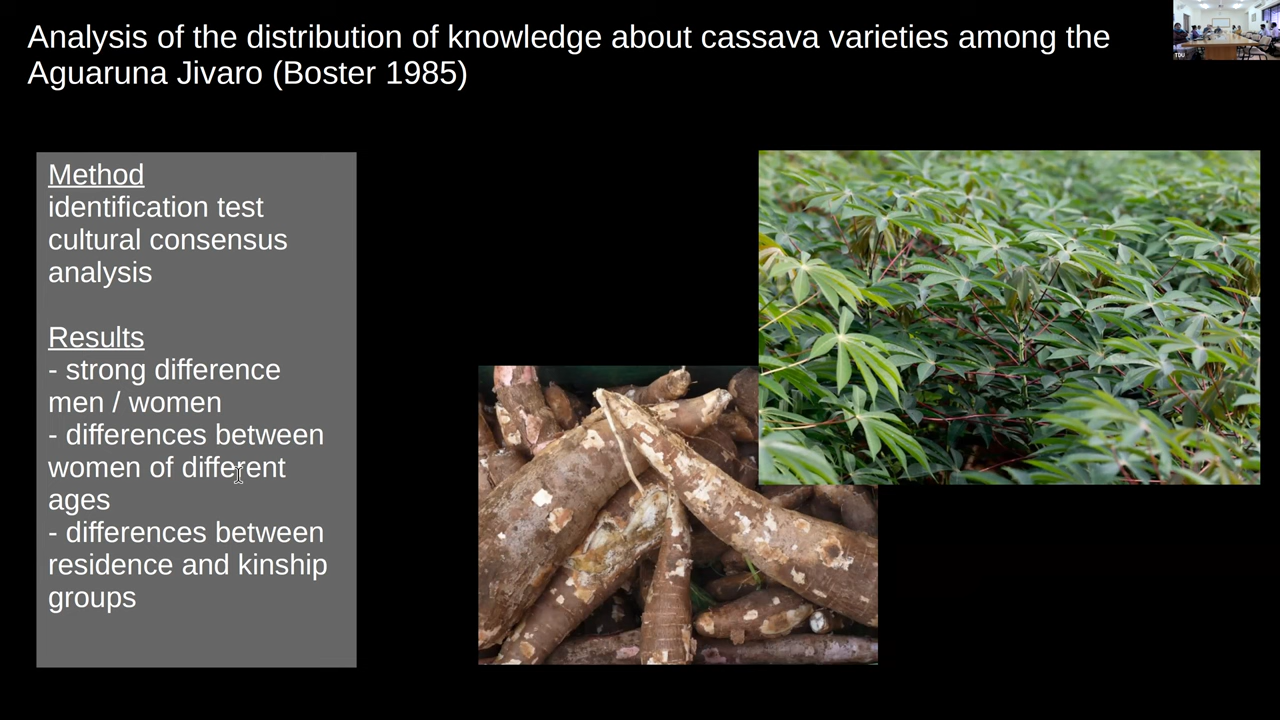 Analysis of the distribution of knowledge about cassava varieties among the
Aguaruna Jivaro (Boster 1985)
Method
identification test
cultural consensus
analysis
Results
- strong difference
men / women
- differences between
women of different
ages
- differences between
residence and kinship
groups
TDU